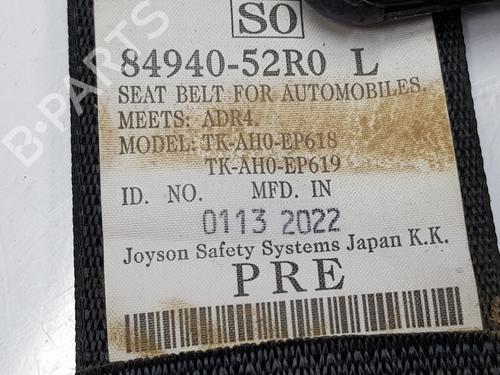 SO
84940-52R0 L
SEAT BELT FOR AUTOMOBILES.
MEETS: ADR4.
MODEL: TK-AH0-EP618
TK-AH0-EP619
ID. NO. MFD. IN
0113 2022
Joyson Safety Systems Japan K.K.
PRE
B-PARTS